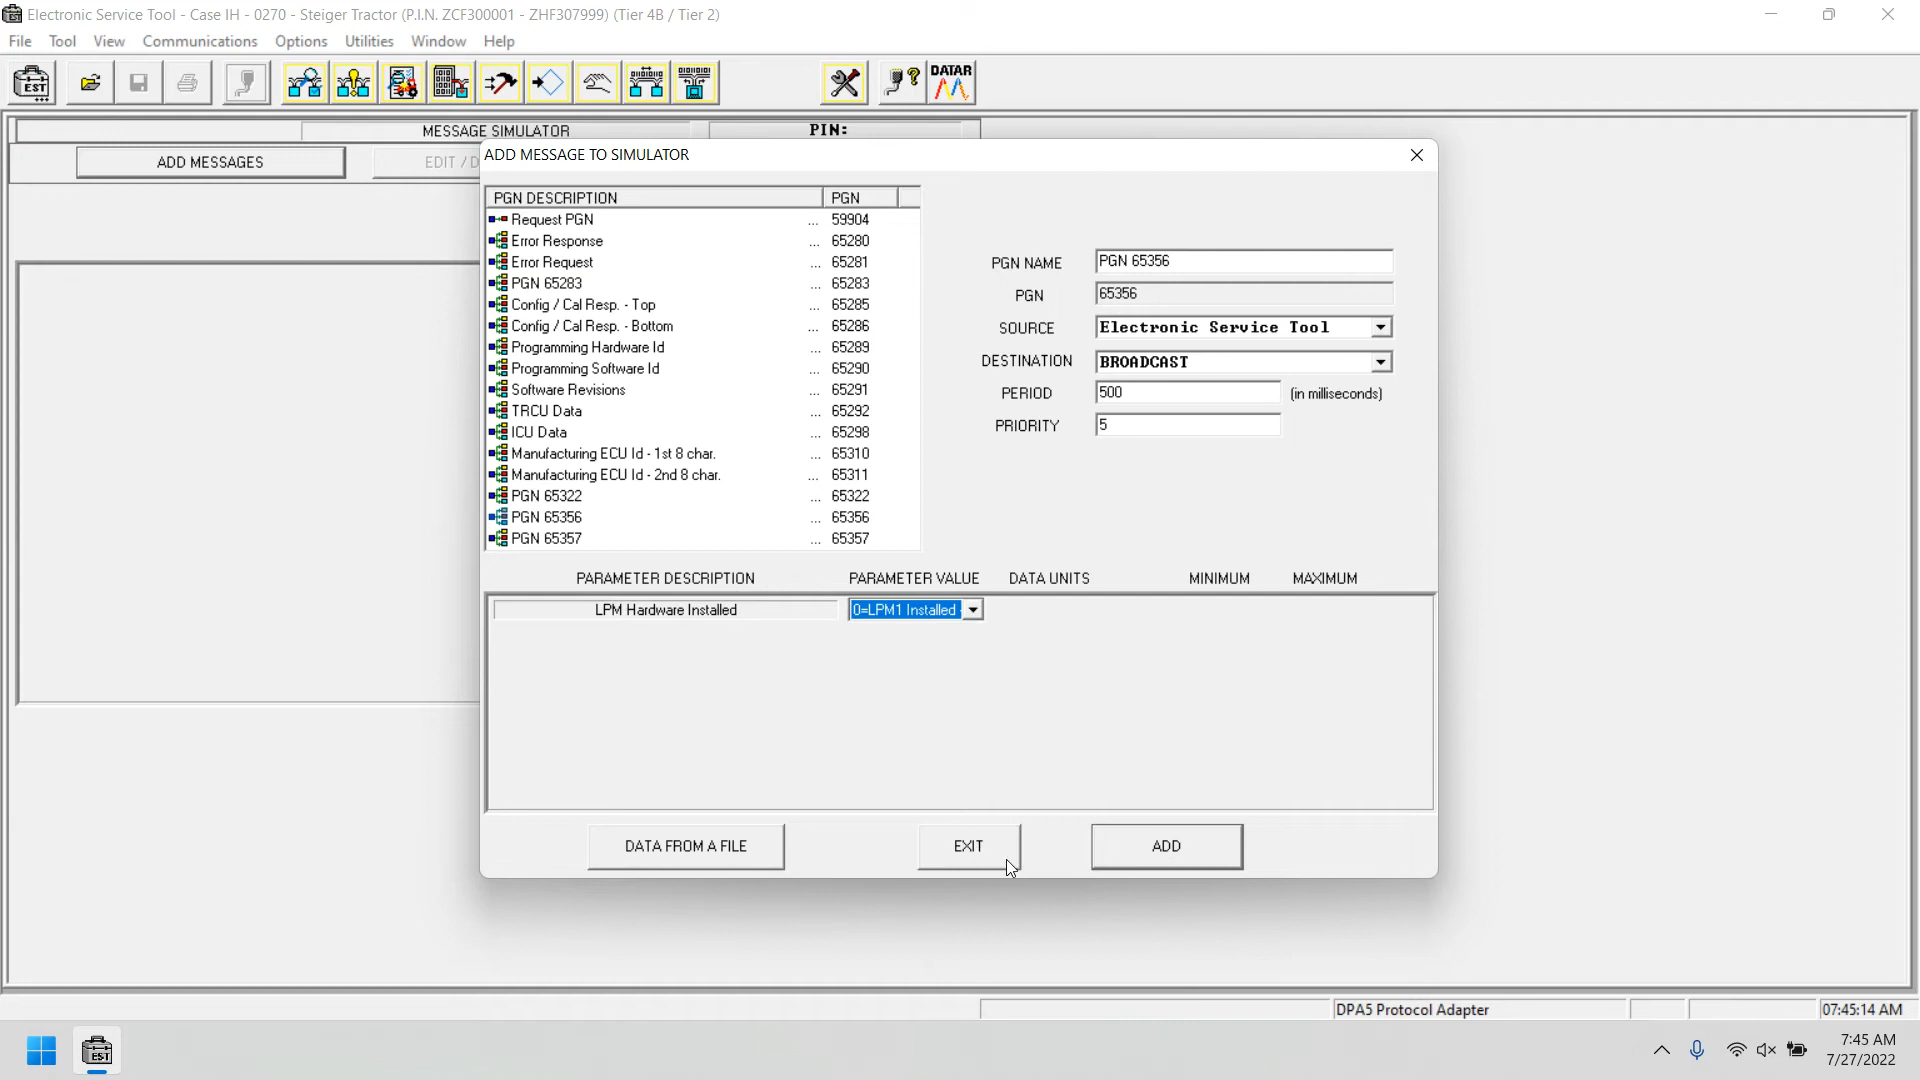 Electronic Service Tool - Case IH - 0270 - Steiger Tractor (P.I.N. ZCF300001 - ZHF307999) (Tier 4B / Tier 2)
File Tool View Communications Options Utilities Window Help
EST
DATAR
MESSAGE SIMULATOR PIN:
ADD MESSAGES EDIT / D
ADD MESSAGE TO SIMULATOR
PGN DESCRIPTION PGN
Request PGN ... 59904
Error Response ... 65280
Error Request ... 65281
PGN 65283 ... 65283
Config / Cal Resp. - Top ... 65285
Config / Cal Resp. - Bottom ... 65286
Programming Hardware Id ... 65289
Programming Software Id ... 65290
Software Revisions ... 65291
TRCU Data ... 65292
ICU Data ... 65298
Manufacturing ECU Id - 1st 8 char. ... 65310
Manufacturing ECU Id - 2nd 8 char. ... 65311
PGN 65322 ... 65322
PGN 65356 ... 65356
PGN 65357 ... 65357
PGN NAME PGN 65356
PGN 65356
SOURCE Electronic Service Tool
DESTINATION BROADCAST
PERIOD 500 (in milliseconds)
PRIORITY 5
PARAMETER DESCRIPTION PARAMETER VALUE DATA UNITS MINIMUM MAXIMUM
LPM Hardware Installed 0=LPM1 Installed
DATA FROM A FILE EXIT ADD
DPA5 Protocol Adapter 07:45:14 AM
EST
7:45 AM
7/27/2022